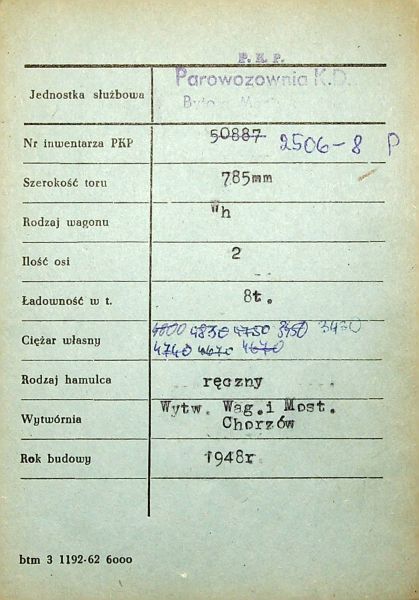 P. K. P.
Jednostka służbowa Parowozownia K.D.
Nr inwentarza PKP 50887 2506-8 P
Szerokość toru 785mm
Rodzaj wagonu Wh
Ilość osi 2
Ładowność w t. 8t.
Ciężar własny 4800 4830 4750 3450 3430
4740 4670 4670
Rodzaj hamulca ręczny
Wytwórnia Wytw. Wag. i Most.
Chorzów
Rok budowy 1948r
btm 3 1192-62 6000